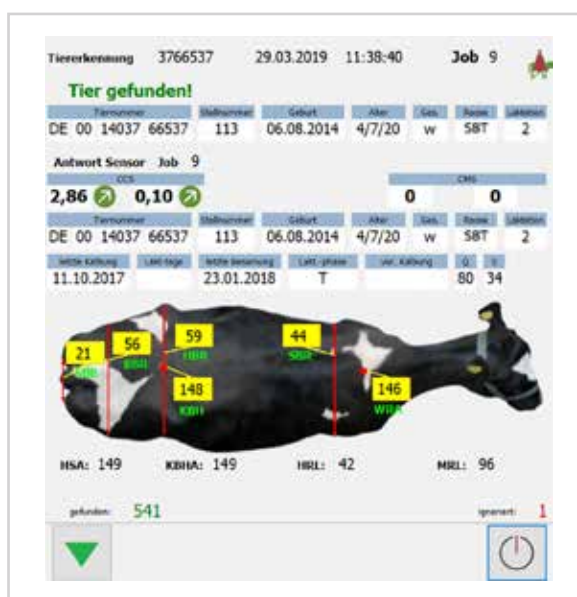 Tiererkennung 3766537 29.03.2019 11:38:40 Job 9
Tier gefunden!
Tiernummer Stallnummer Geburt Alter Ges. Rasse Laktation
DE 00 14037 66537 113 06.08.2014 4/7/20 w SBT 2
Antwort Sensor Job 9
CCS CMS
2,86 0,10 0 0
Tiernummer Stallnummer Geburt Alter Ges. Rasse Laktation
DE 00 14037 66537 113 06.08.2014 4/7/20 w SBT 2
letzte Kalbung Lakt-tage letzte Besamung Lakt.-phase Kalbung
11.10.2017 23.01.2018 T 80 34
21 56 59 44
HBR SBR
148 146
KBH WRA
HSA: 149 KBHA: 149 HRL: 42 MRL: 96
gefunden: 541 ignoriert: 1